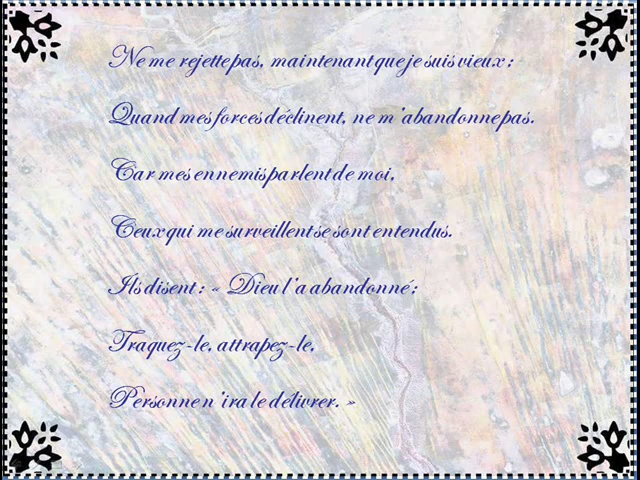 Ne me rejette pas, maintenant que je suis vieux ;
Quand mes forces déclinent, ne m'abandonne pas.
Car mes ennemis parlent de moi,
Ceux qui me surveillent se sont entendus.
Ils disent : « Dieu l'a abandonné ;
Traquez-le, attrapez-le,
Personne n'ira le délivrer. »